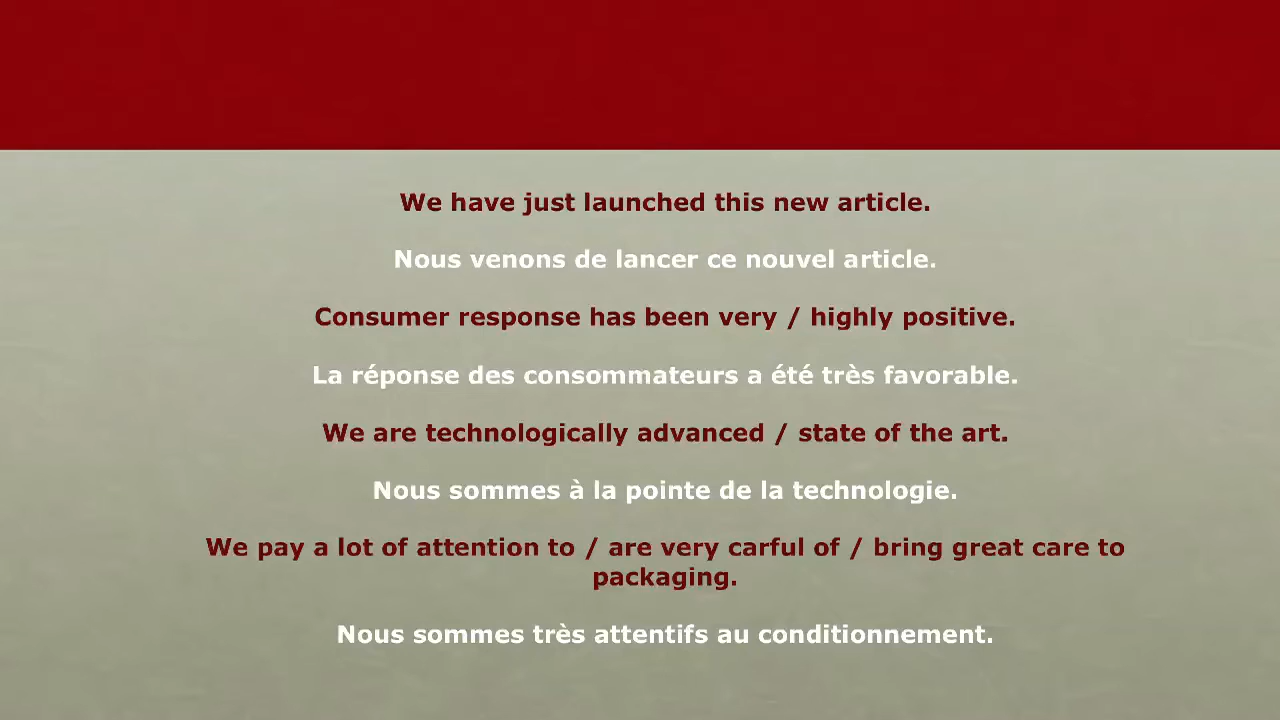 We have just launched this new article.
Nous venons de lancer ce nouvel article.
Consumer response has been very / highly positive.
La réponse des consommateurs a été très favorable.
We are technologically advanced / state of the art.
Nous sommes à la pointe de la technologie.
We pay a lot of attention to / are very carful of / bring great care to
packaging.
Nous sommes très attentifs au conditionnement.